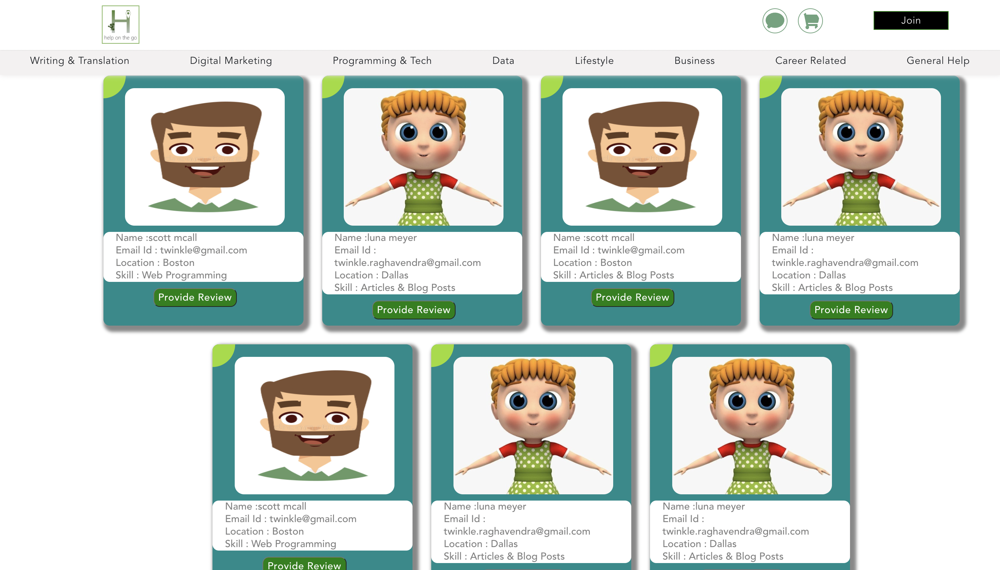 help on the go
Join
Writing & Translation
Digital Marketing
Programming & Tech
Data
Lifestyle
Business
Career Related
General Help
Name :scott mcall
Email Id : twinkle@gmail.com
Location : Boston
Skill : Web Programming
Provide Review
Name :luna meyer
Email Id :
twinkle.raghavendra@gmail.com
Location : Dallas
Skill : Articles & Blog Posts
Provide Review
Name :scott mcall
Email Id : twinkle@gmail.com
Location : Boston
Skill : Articles & Blog Posts
Provide Review
Name :luna meyer
Email Id :
twinkle.raghavendra@gmail.com
Location : Dallas
Skill : Articles & Blog Posts
Provide Review
Name :scott mcall
Email Id : twinkle@gmail.com
Location : Boston
Skill : Web Programming
Provide Review
Name :luna meyer
Email Id :
twinkle.raghavendra@gmail.com
Location : Dallas
Skill : Articles & Blog Posts
Name :luna meyer
Email Id :
twinkle.raghavendra@gmail.com
Location : Dallas
Skill : Articles & Blog Posts